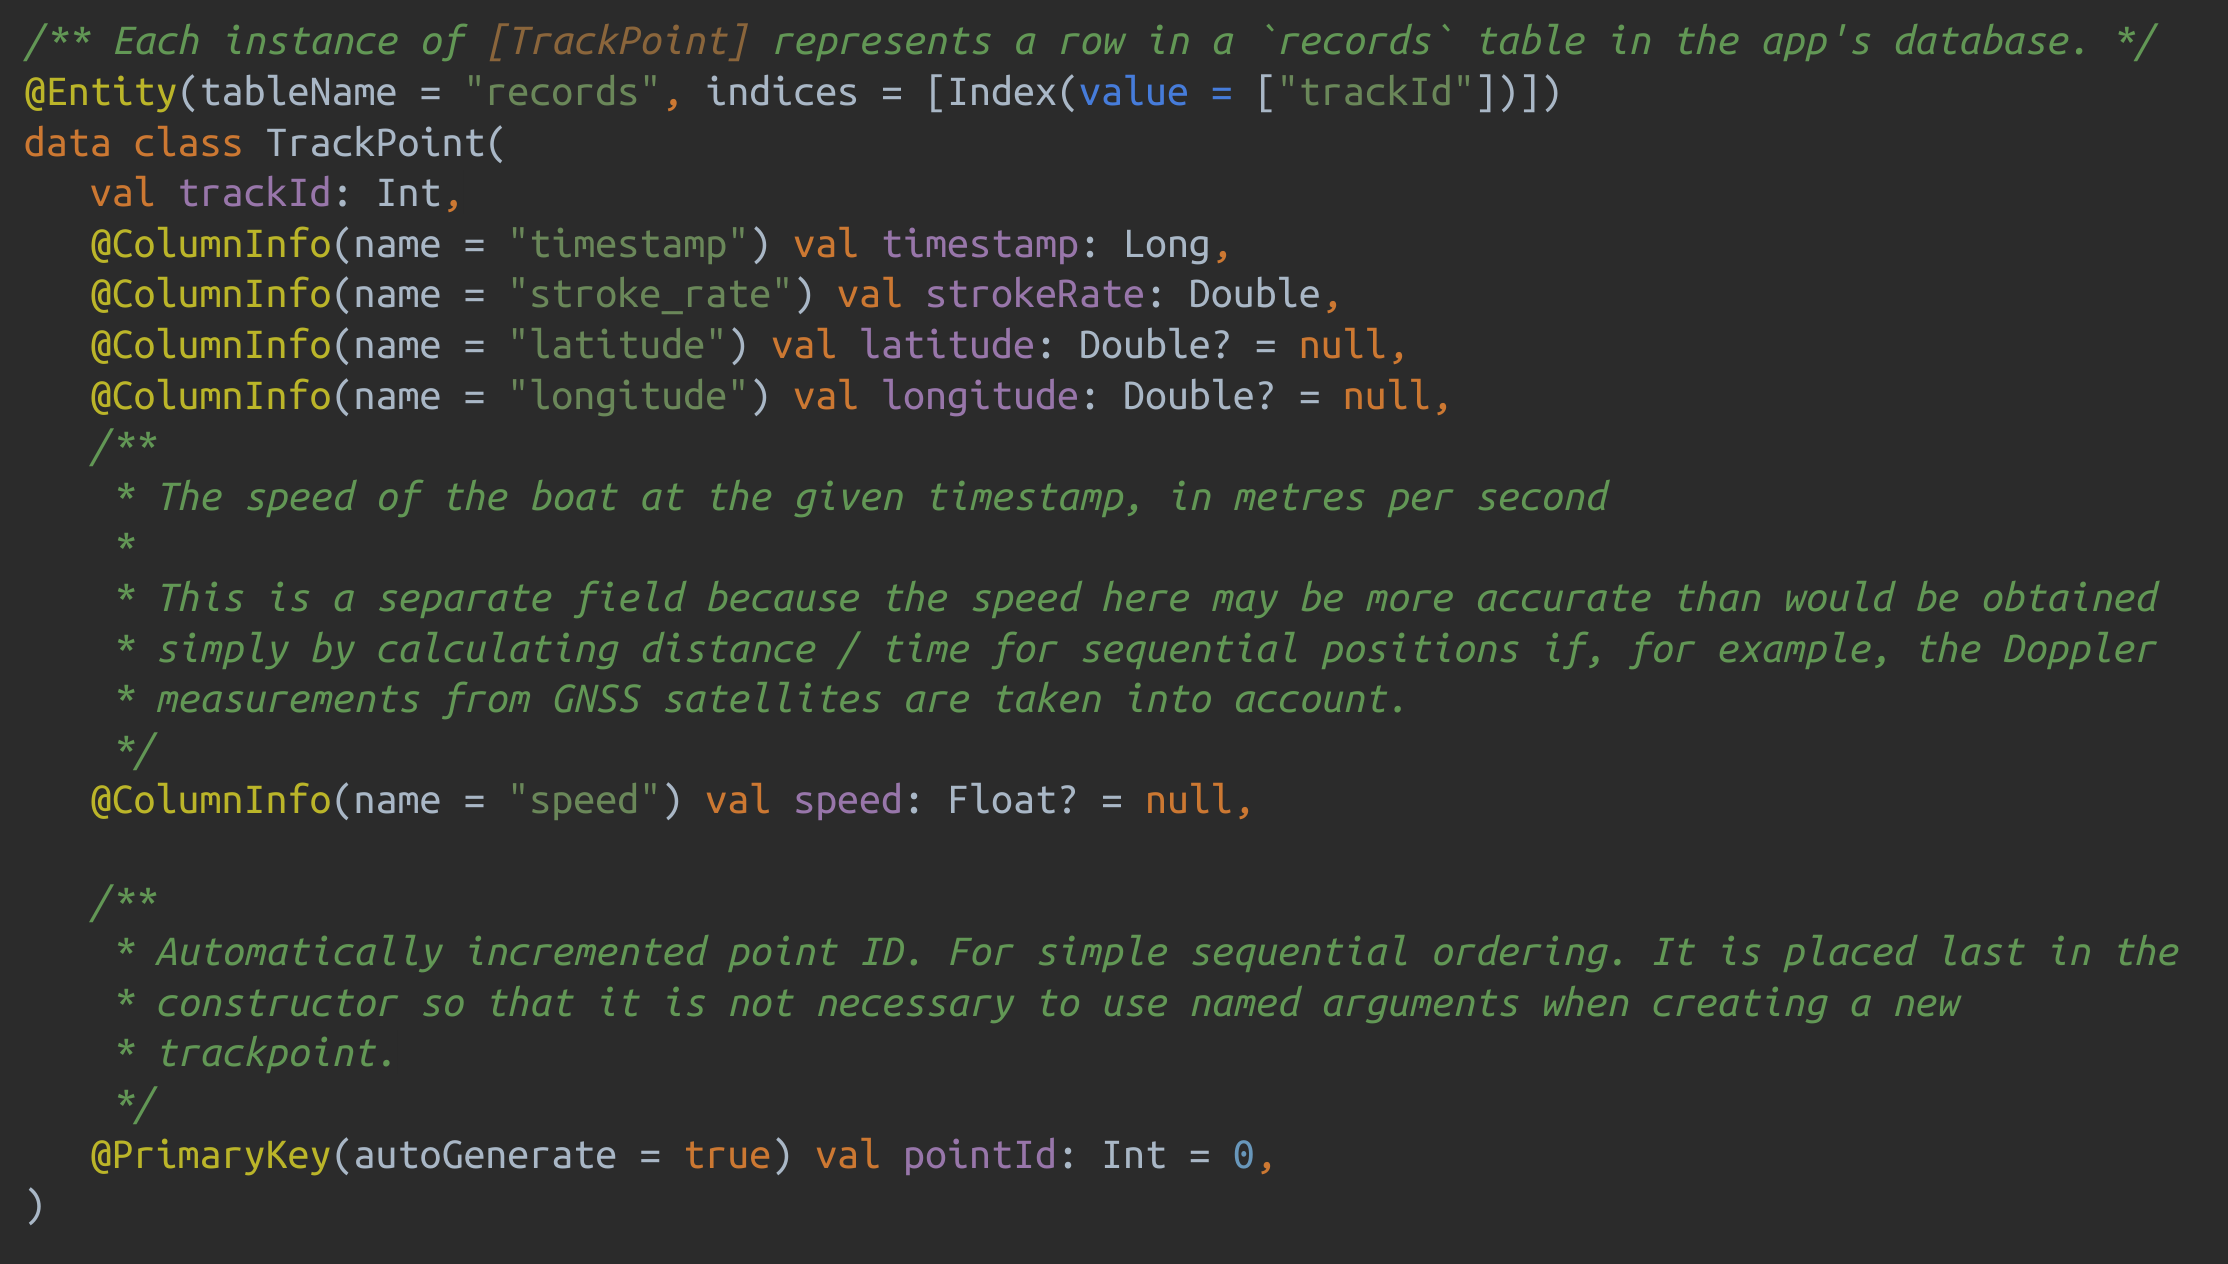 /** Each instance of [TrackPoint] represents a row in a `records` table in the app's database. */
@Entity(tableName = "records", indices = [Index(value = ["trackId"])])
data class TrackPoint(
    val trackId: Int,
    @ColumnInfo(name = "timestamp") val timestamp: Long,
    @ColumnInfo(name = "stroke_rate") val strokeRate: Double,
    @ColumnInfo(name = "latitude") val latitude: Double? = null,
    @ColumnInfo(name = "longitude") val longitude: Double? = null,
    /**
     * The speed of the boat at the given timestamp, in metres per second
     *
     * This is a separate field because the speed here may be more accurate than would be obtained
     * simply by calculating distance / time for sequential positions if, for example, the Doppler
     * measurements from GNSS satellites are taken into account.
     */
    @ColumnInfo(name = "speed") val speed: Float? = null,

    /**
     * Automatically incremented point ID. For simple sequential ordering. It is placed last in the
     * constructor so that it is not necessary to use named arguments when creating a new
     * trackpoint.
     */
    @PrimaryKey(autoGenerate = true) val pointId: Int = 0,
)